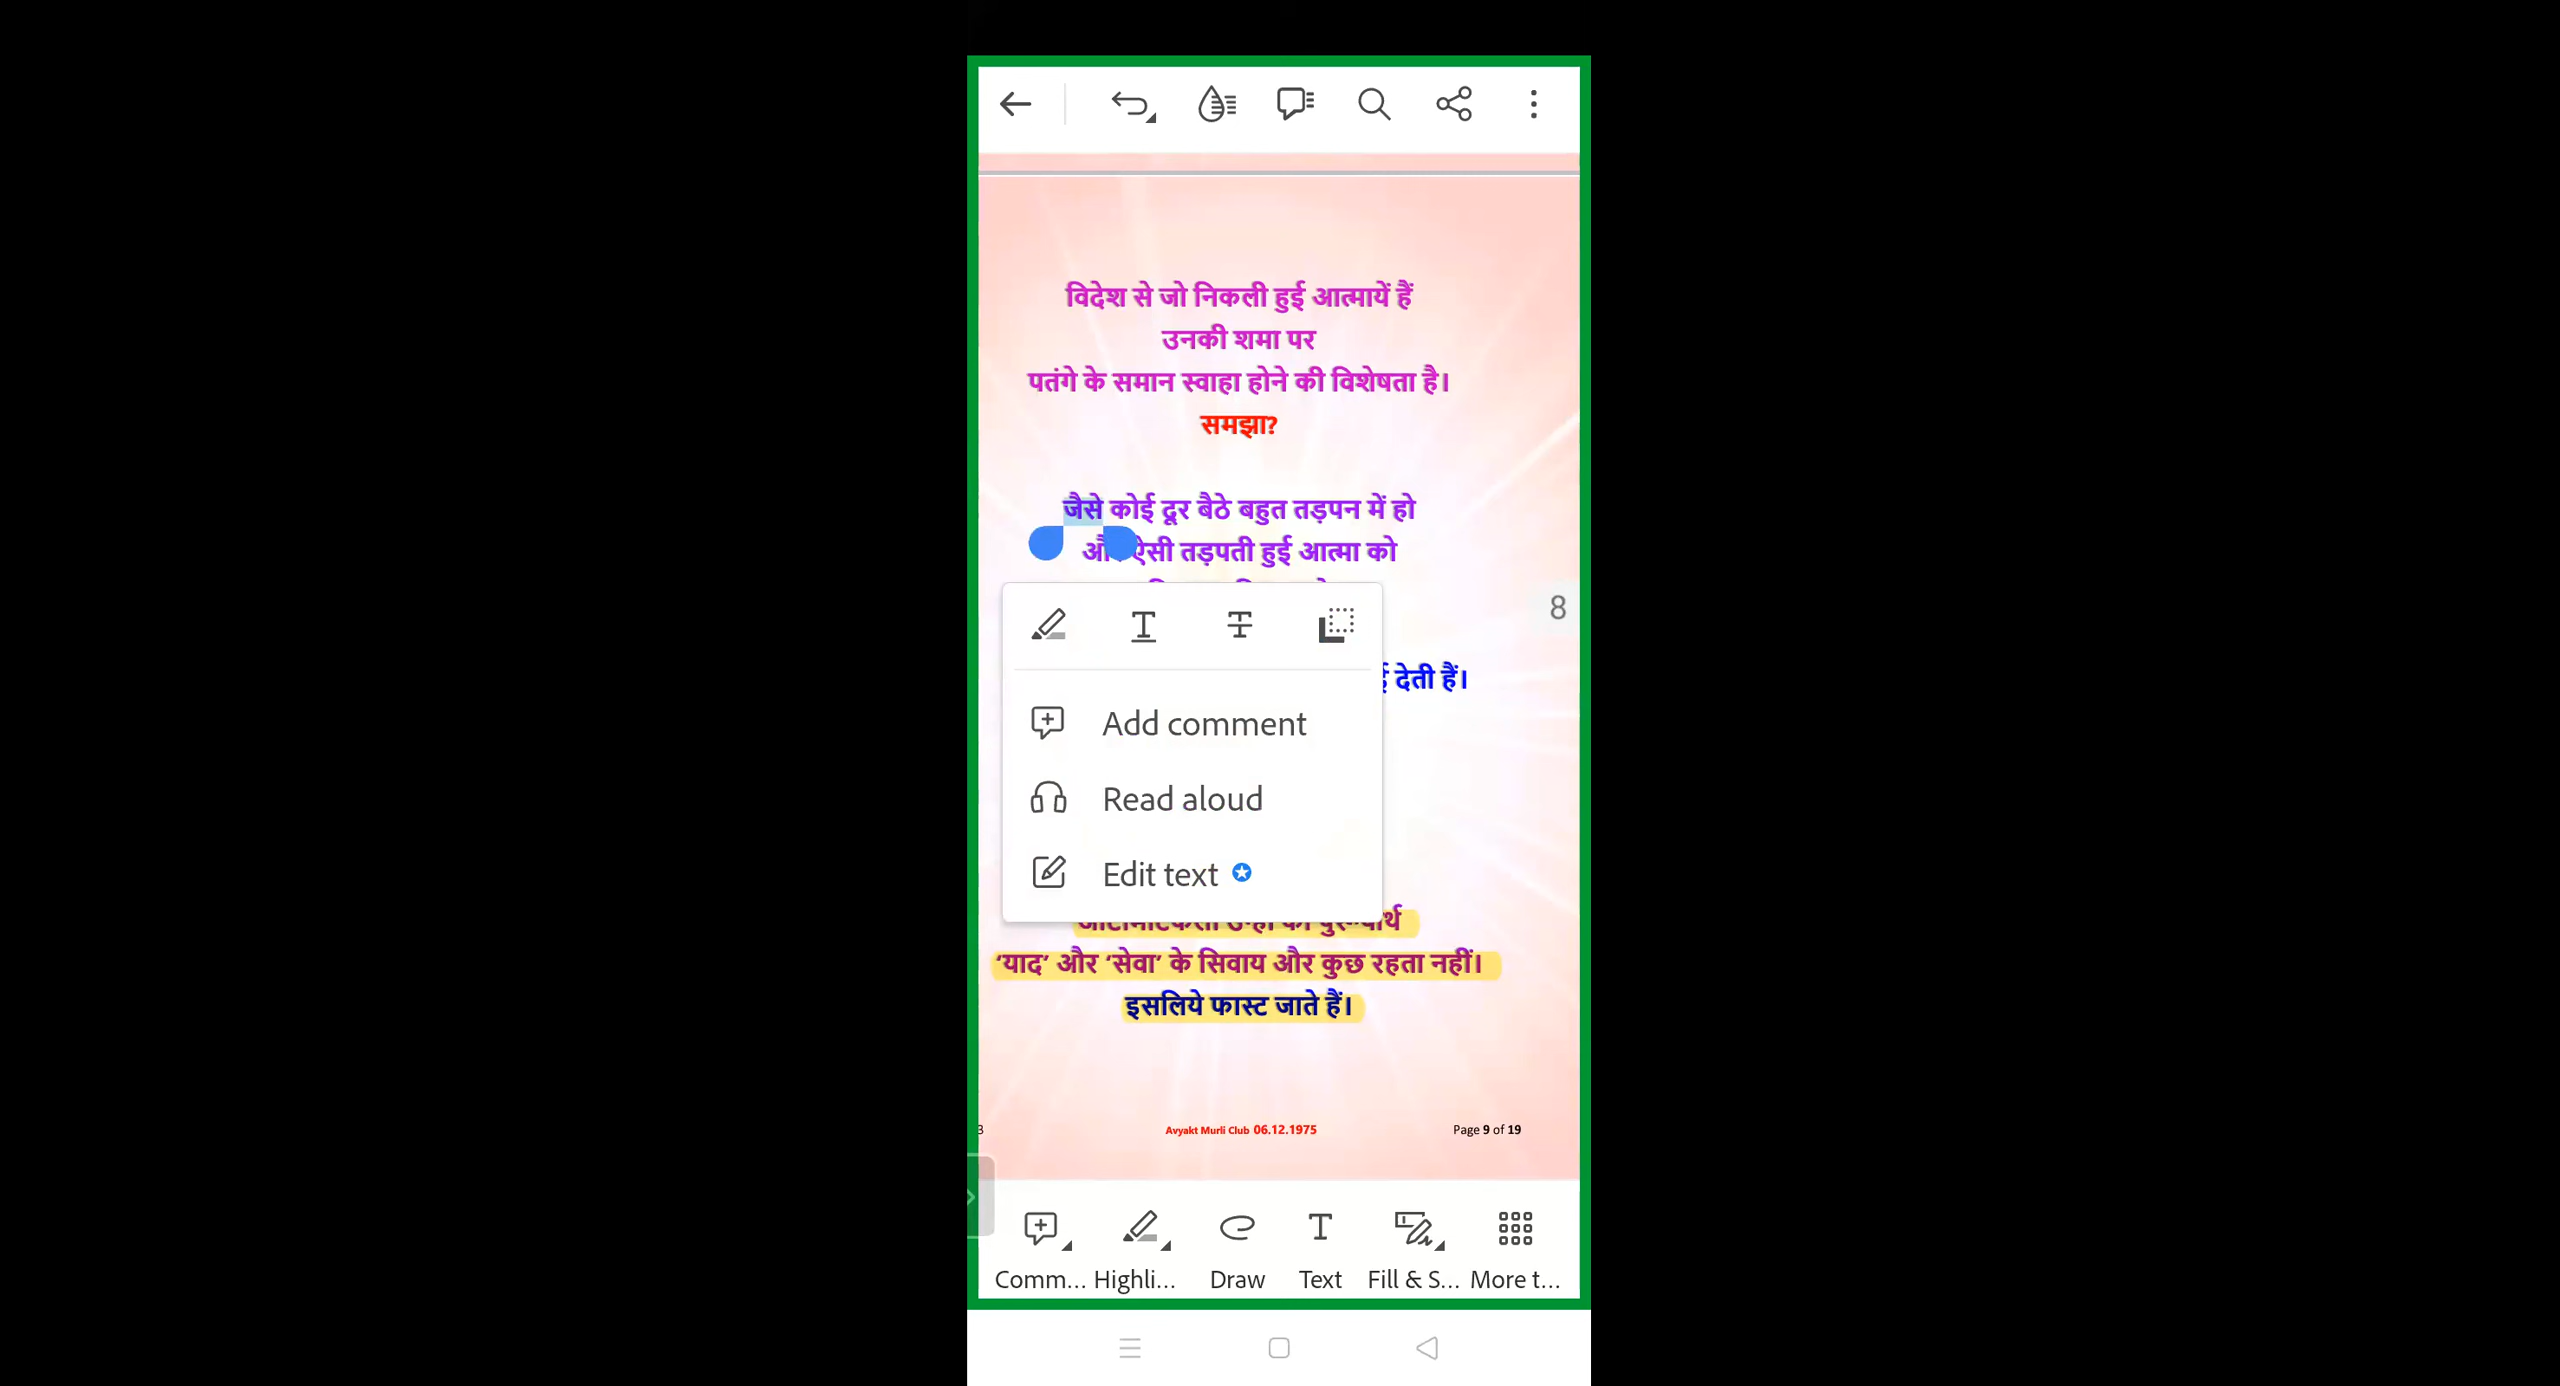 विदेश से जो निकली हुई आत्मायें हैं
उनकी शमा पर
पतंगे के समान स्वाहा होने की विशेषता है।
समझा?
जैसे कोई दूर बैठे बहुत तड़पन में हो
ऐसी तड़पती हुई आत्मा को
8
देती हैं।
Add comment
Read aloud
Edit text
‘याद’ और ‘सेवा’ के सिवाय और कुछ रहता नहीं।
इसलिये फास्ट जाते हैं।
3 Avyakt Murli Club 06.12.1975 Page 9 of 19
Comm... Highli... Draw Text Fill & S... More t...